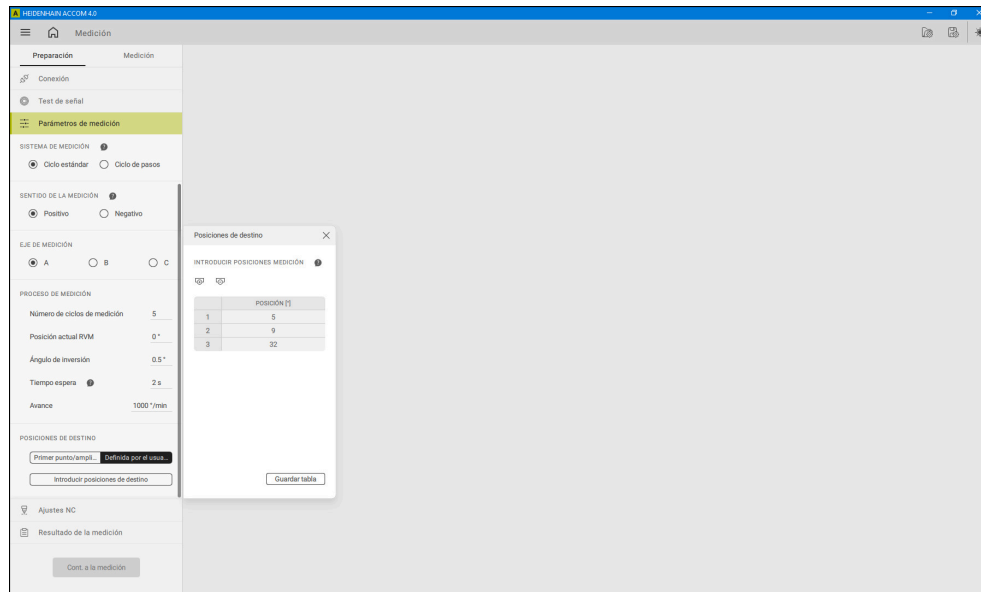 HEIDENHAIN ACCOM 4.0
Medición
Preparación Medición
Conexión
Test de señal
Parámetros de medición
SISTEMA DE MEDICIÓN
Ciclo estándar Ciclo de pasos
SENTIDO DE LA MEDICIÓN
Positivo Negativo
EJE DE MEDICIÓN
A B C
PROCESO DE MEDICIÓN
Número de ciclos de medición 5
Posición actual RVM 0 °
Ángulo de inversión 0.5 °
Tiempo espera 2 s
Avance 1000 °/min
POSICIONES DE DESTINO
Primer punto/ampli... Definida por el usua...
Introducir posiciones de destino
Ajustes NC
Resultado de la medición
Cont. a la medición
Posiciones de destino
INTRODUCIR POSICIONES MEDICIÓN
POSICIÓN [°]
1 5
2 9
3 32
Guardar tabla